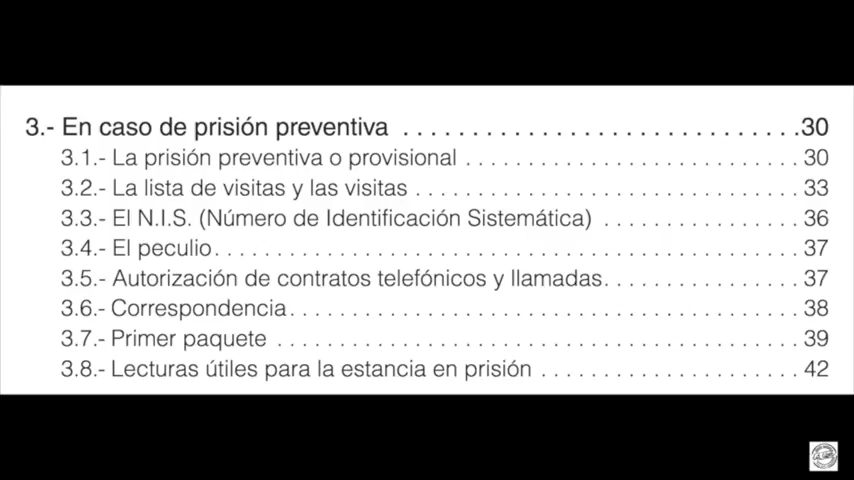 3.- En caso de prisión preventiva . . . . . . . . . . . . . . . . . . . . . . . . . . . . .30
3.1.- La prisión preventiva o provisional . . . . . . . . . . . . . . . . . . . . . . . . . . . 30
3.2.- La lista de visitas y las visitas . . . . . . . . . . . . . . . . . . . . . . . . . . . . . . . 33
3.3.- El N.I.S. (Número de Identificación Sistemática) . . . . . . . . . . . . . . . . 36
3.4.- El peculio. . . . . . . . . . . . . . . . . . . . . . . . . . . . . . . . . . . . . . . . . . . . . . . 37
3.5.- Autorización de contratos telefónicos y llamadas. . . . . . . . . . . . . . . . 37
3.6.- Correspondencia. . . . . . . . . . . . . . . . . . . . . . . . . . . . . . . . . . . . . . . . . 38
3.7.- Primer paquete . . . . . . . . . . . . . . . . . . . . . . . . . . . . . . . . . . . . . . . . . . 39
3.8.- Lecturas útiles para la estancia en prisión . . . . . . . . . . . . . . . . . . . . . 42